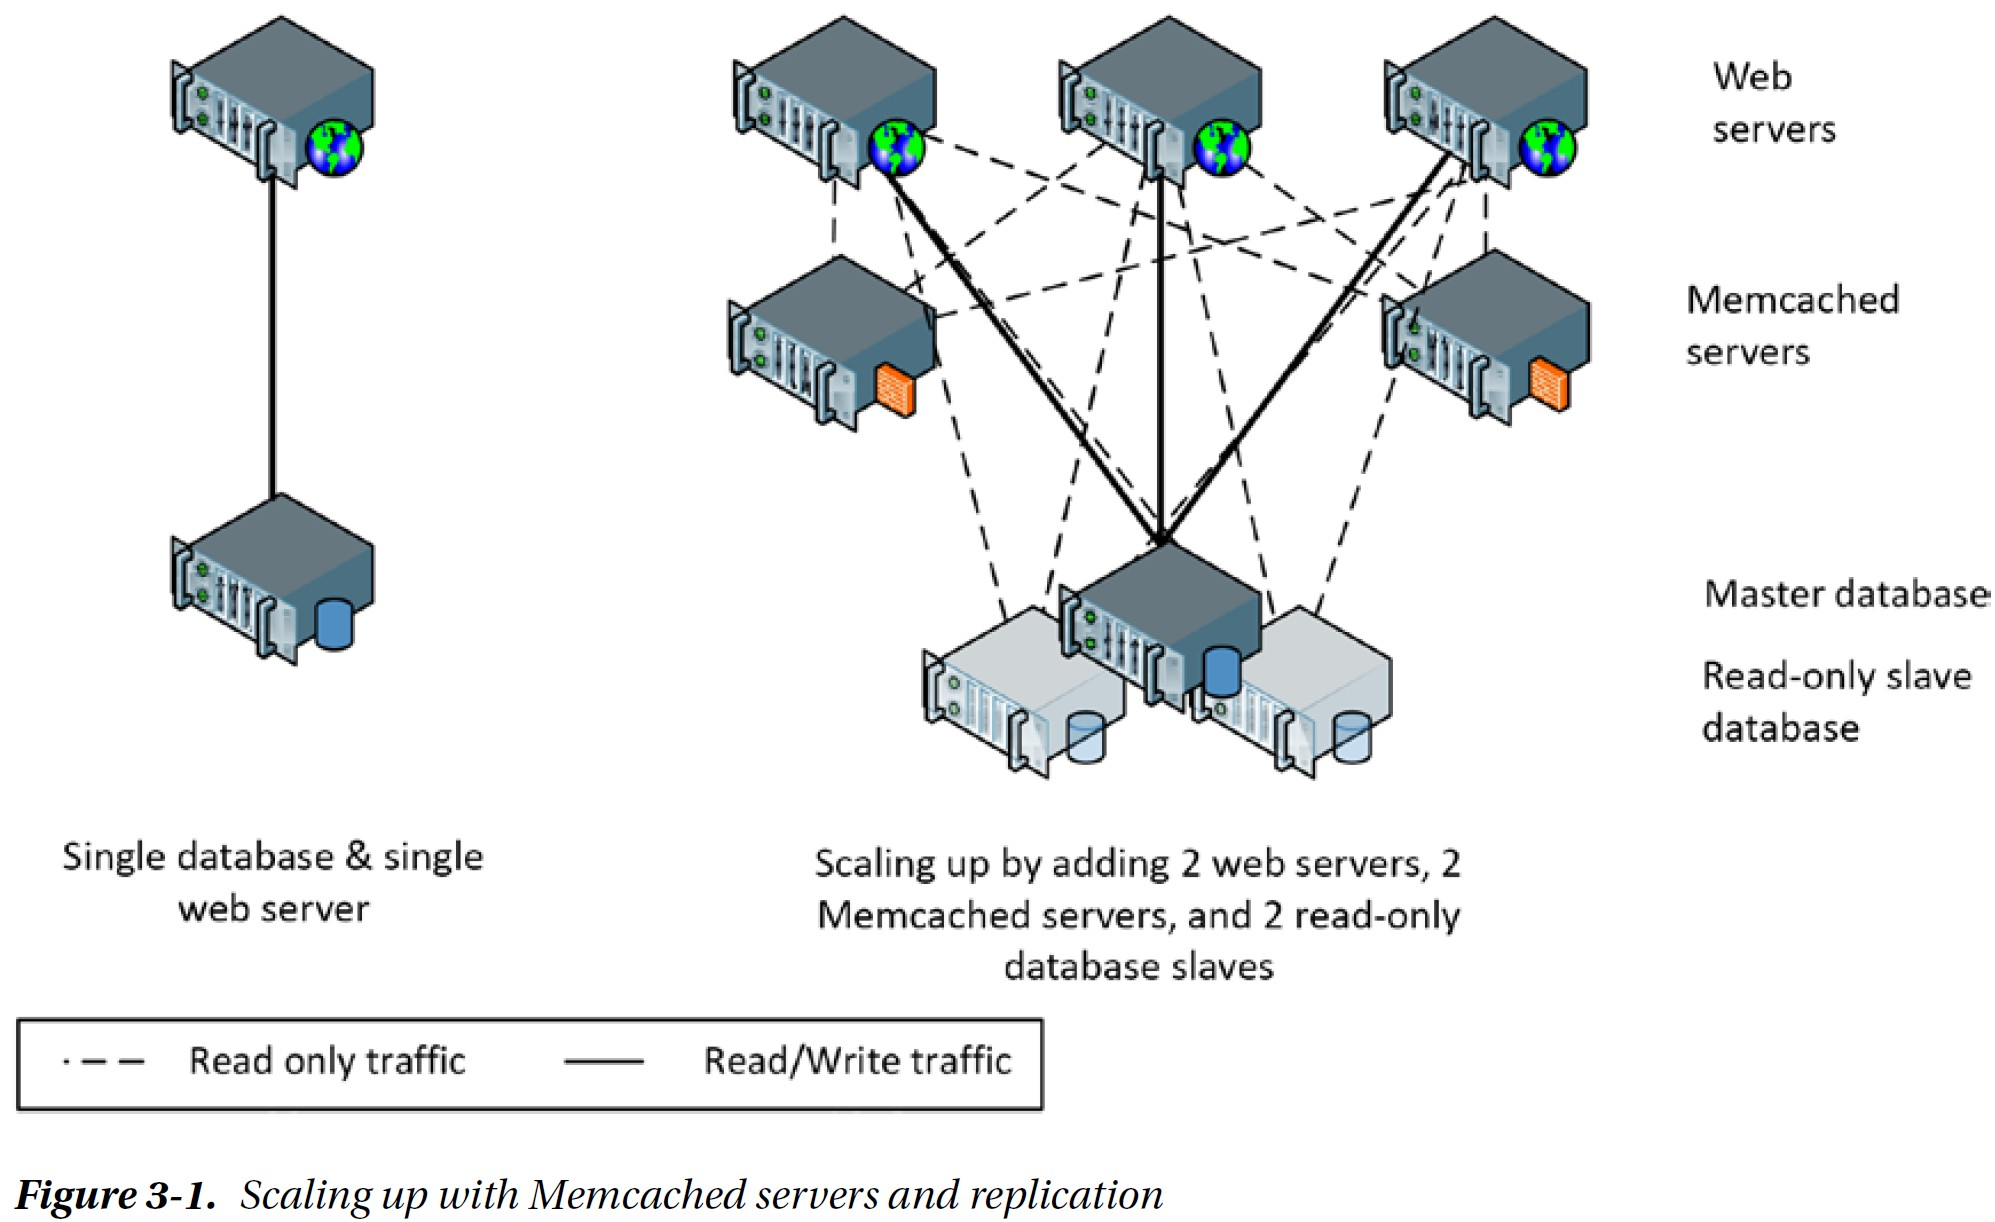 Web
servers
Memcached
servers
Master database
Read-only slave
database
Single database & single
web server
Scaling up by adding 2 web servers, 2
Memcached servers, and 2 read-only
database slaves
Read only traffic
Read/Write traffic
Figure 3-1. Scaling up with Memcached servers and replication